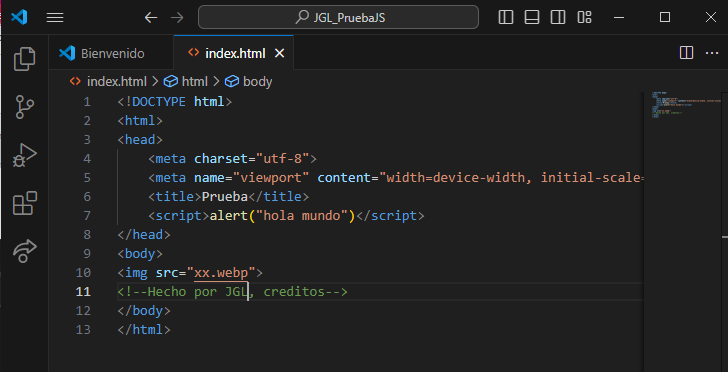 JGL_PruebaJS
Bienvenido
index.html
index.html > html > body
1 <!DOCTYPE html>
2 <html>
3 <head>
4 <meta charset="utf-8">
5 <meta name="viewport" content="width=device-width, initial-scale=
6 <title>Prueba</title>
7 <script>alert("hola mundo")</script>
8 </head>
9 <body>
10 <img src="xx.webp">
11 <!--Hecho por JGL, creditos-->
12 </body>
13 </html>